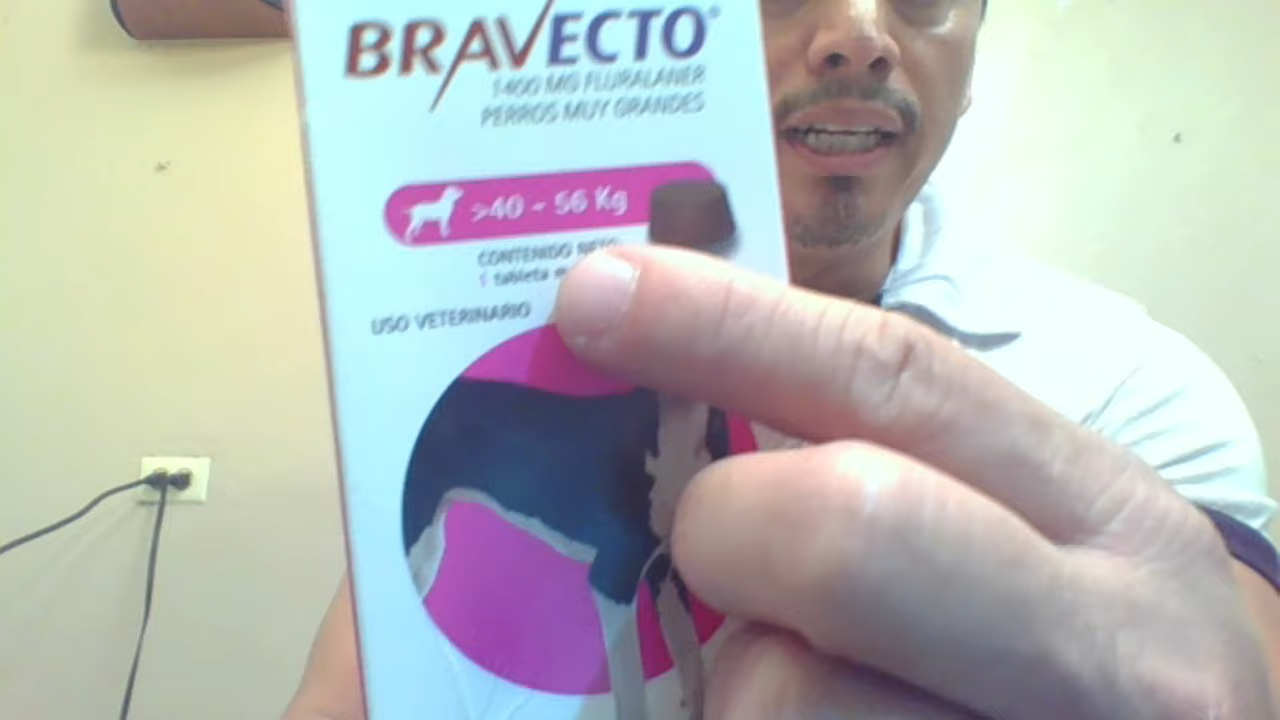 BRAVECTO®
1400 MG FLURALANER
PERROS MUY GRANDES
>40 - 56 Kg
CONTENIDO NETO:
1 tableta
USO VETERINARIO